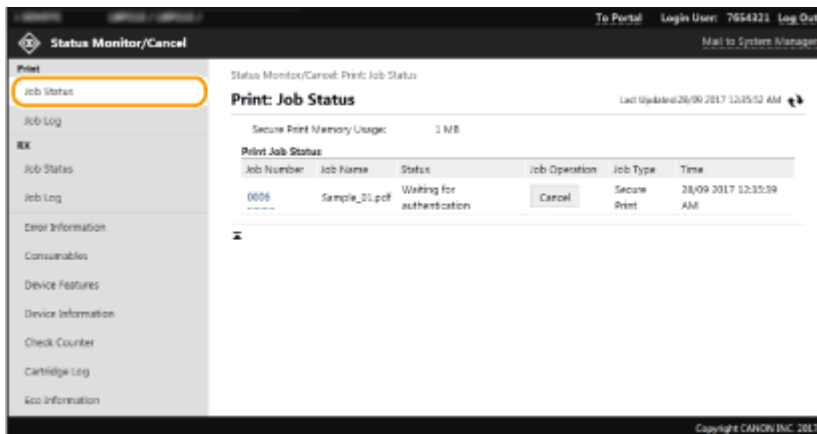 To Portal Login User: 7654321 Log Out
Status Monitor/Cancel
Mail to System Manager
Print
Job Status
Job Log
RX
Job Status
Job Log
Error Information
Consumables
Device Features
Device Information
Check Counter
Cartridge Log
Eco Information
Status Monitor/Cancel: Print: Job Status
Print: Job Status
Last Updated:28/09 2017 12:35:52 AM
Secure Print Memory Usage: 1 MB
Print Job Status
Job Number Job Name Status Job Operation Job Type Time
0006 Sample_01.pdf Waiting for authentication Cancel Secure Print 28/09 2017 12:35:39 AM
Copyright CANON INC. 2017